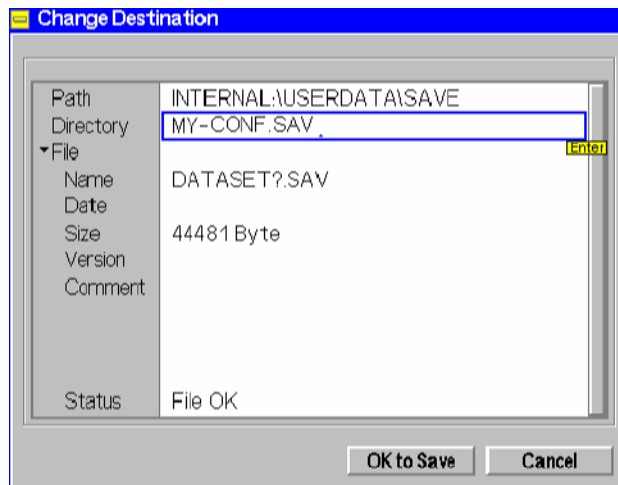 Change Destination
Path INTERNAL:\USERDATA\SAVE
Directory MY-CONF.SAV
Enter
File
Name DATASET?.SAV
Date
Size 44481 Byte
Version
Comment
Status File OK
OK to Save Cancel